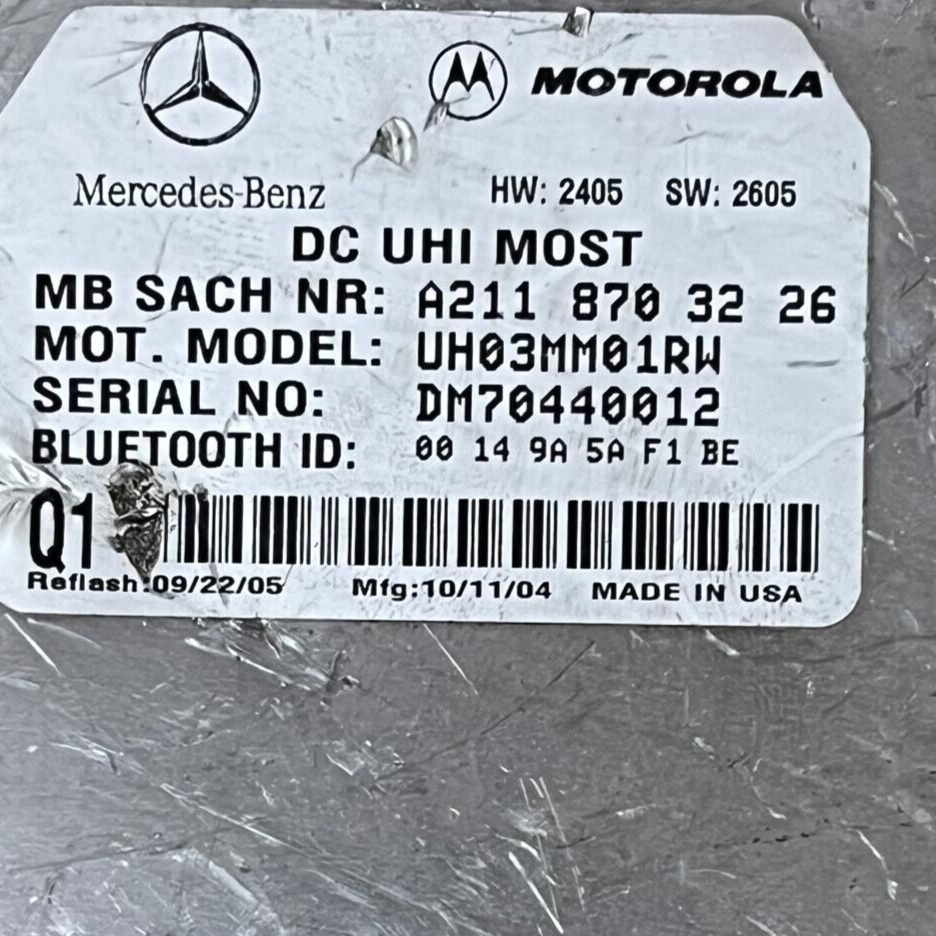 MOTOROLA
Mercedes-Benz HW: 2405 SW: 2605
DC UHI MOST
MB SACH NR: A211 870 32 26
MOT. MODEL: UH03MM01RW
SERIAL NO: DM70440012
BLUETOOTH ID: 00 14 9A 5A F1 BE
Q1
Reflash:09/22/05 Mfg:10/11/04 MADE IN USA